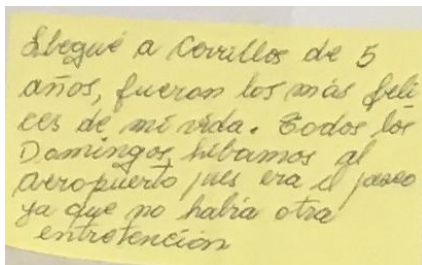 Llegué a Cerrillos de 5
años, fueron los más feli
ces de mi vida. Todos los
Domingos hibamos al
aeropuerto pues era el paseo
ya que no había otra
entretención